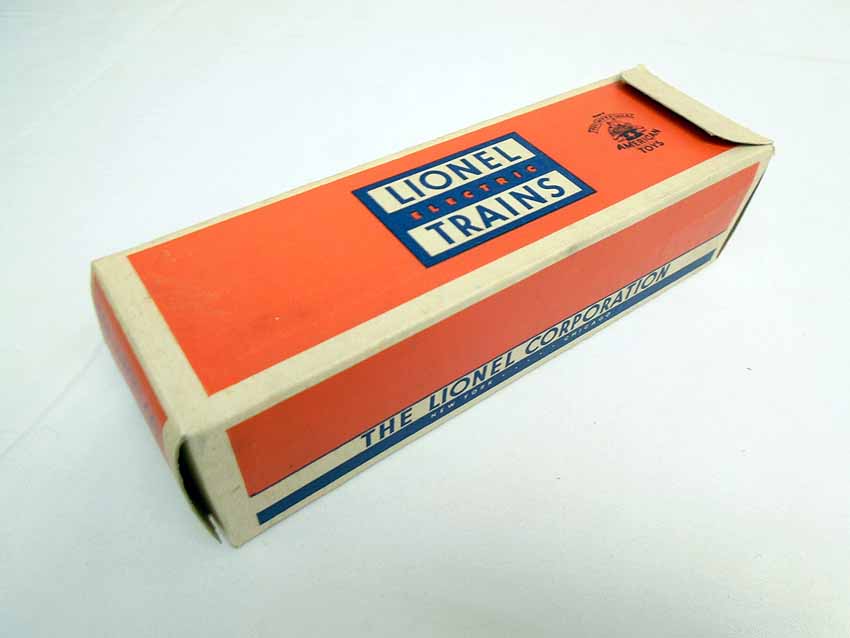 LIONEL
ELECTRIC
TRAINS
AMERICAN
TOYS
THE LIONEL CORPORATION
NEW YORK · · · · · CHICAGO